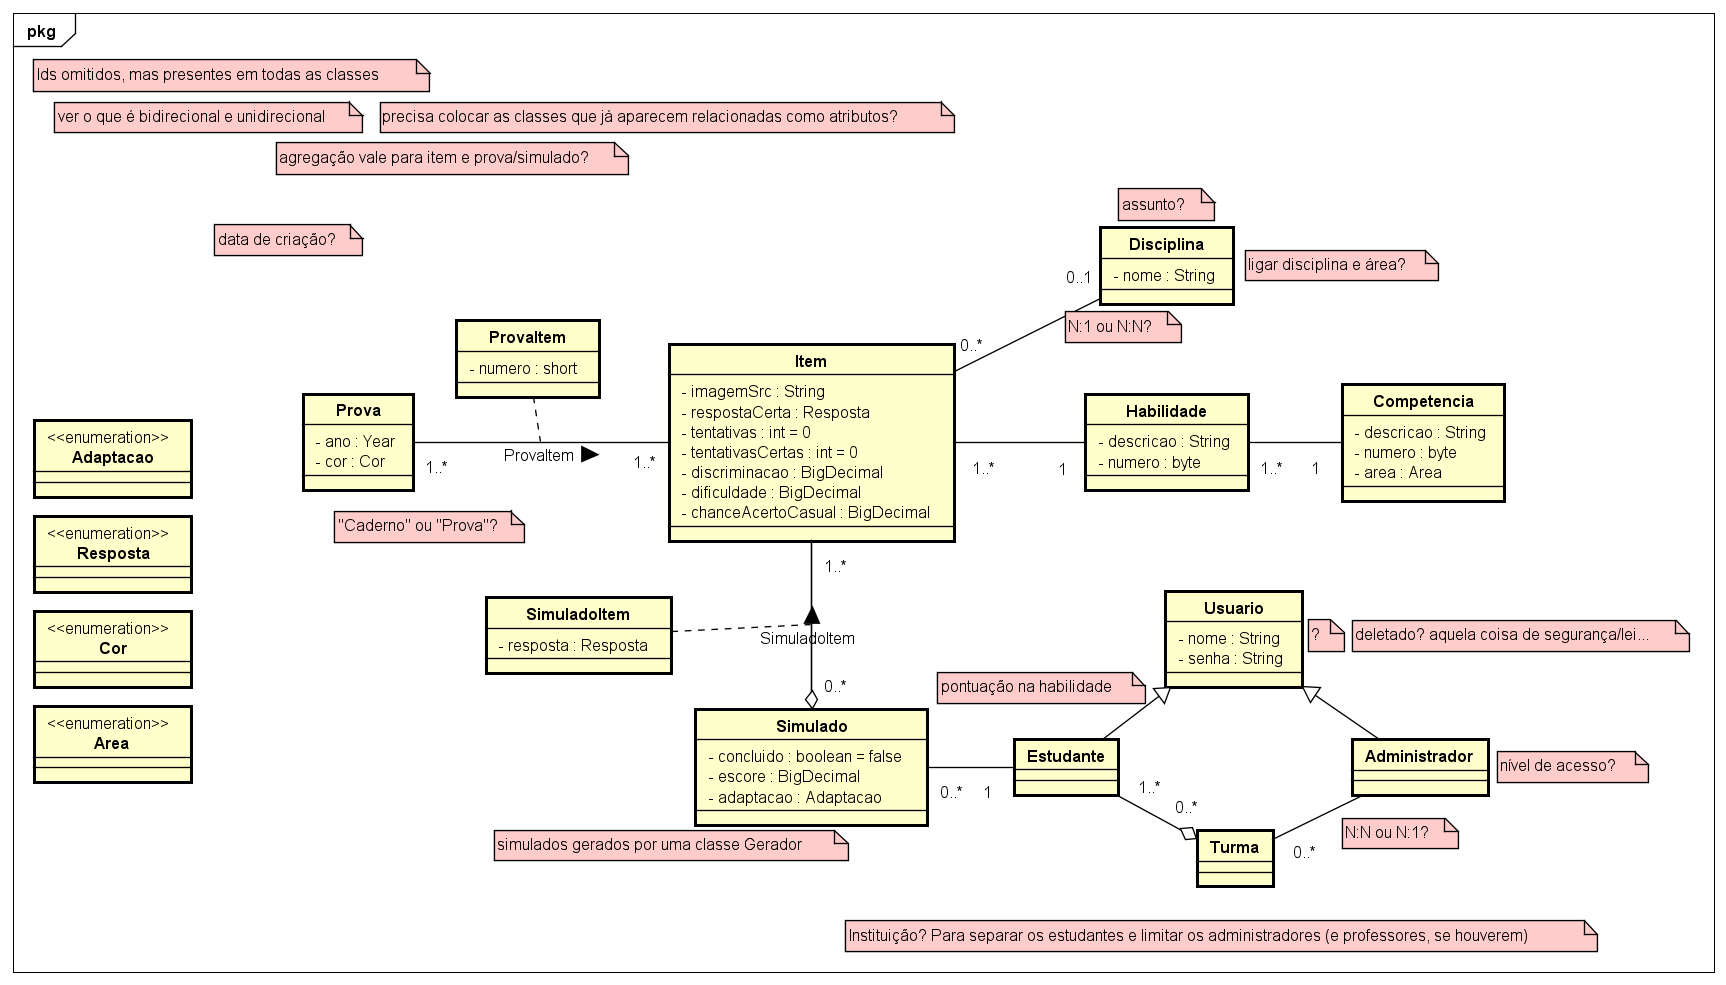 pkg
Ids omitidos, mas presentes em todas as classes
ver o que é bidirecional e unidirecional
precisa colocar as classes que já aparecem relacionadas como atributos?
agregação vale para item e prova/simulado?
data de criação?
assunto?
Disciplina
- nome : String
ligar disciplina e área?
0..1
N:1 ou N:N?
0..*
ProvaItem
- numero : short
Prova
- ano : Year
- cor : Cor
1..*
ProvaItem
1..*
"Caderno" ou "Prova"?
Item
- imagemSrc : String
- respostaCerta : Resposta
- tentativas : int = 0
- tentativasCertas : int = 0
- discriminacao : BigDecimal
- dificuldade : BigDecimal
- chanceAcertoCasual : BigDecimal
1..*
1
Habilidade
- descricao : String
- numero : byte
1..*
1
Competencia
- descricao : String
- numero : byte
- area : Area
<<enumeration>>
Adaptacao
<<enumeration>>
Resposta
<<enumeration>>
Cor
<<enumeration>>
Area
1..*
SimuladoItem
- resposta : Resposta
SimuladoItem
0..*
Simulado
- concluido : boolean = false
- escore : BigDecimal
- adaptacao : Adaptacao
simulados gerados por uma classe Gerador
0..*
1
pontuação na habilidade
Usuario
- nome : String
- senha : String
?
deletado? aquela coisa de segurança/lei...
Estudante
Administrador
nível de acesso?
1..*
0..*
Turma
0..*
N:N ou N:1?
Instituição? Para separar os estudantes e limitar os administradores (e professores, se houverem)